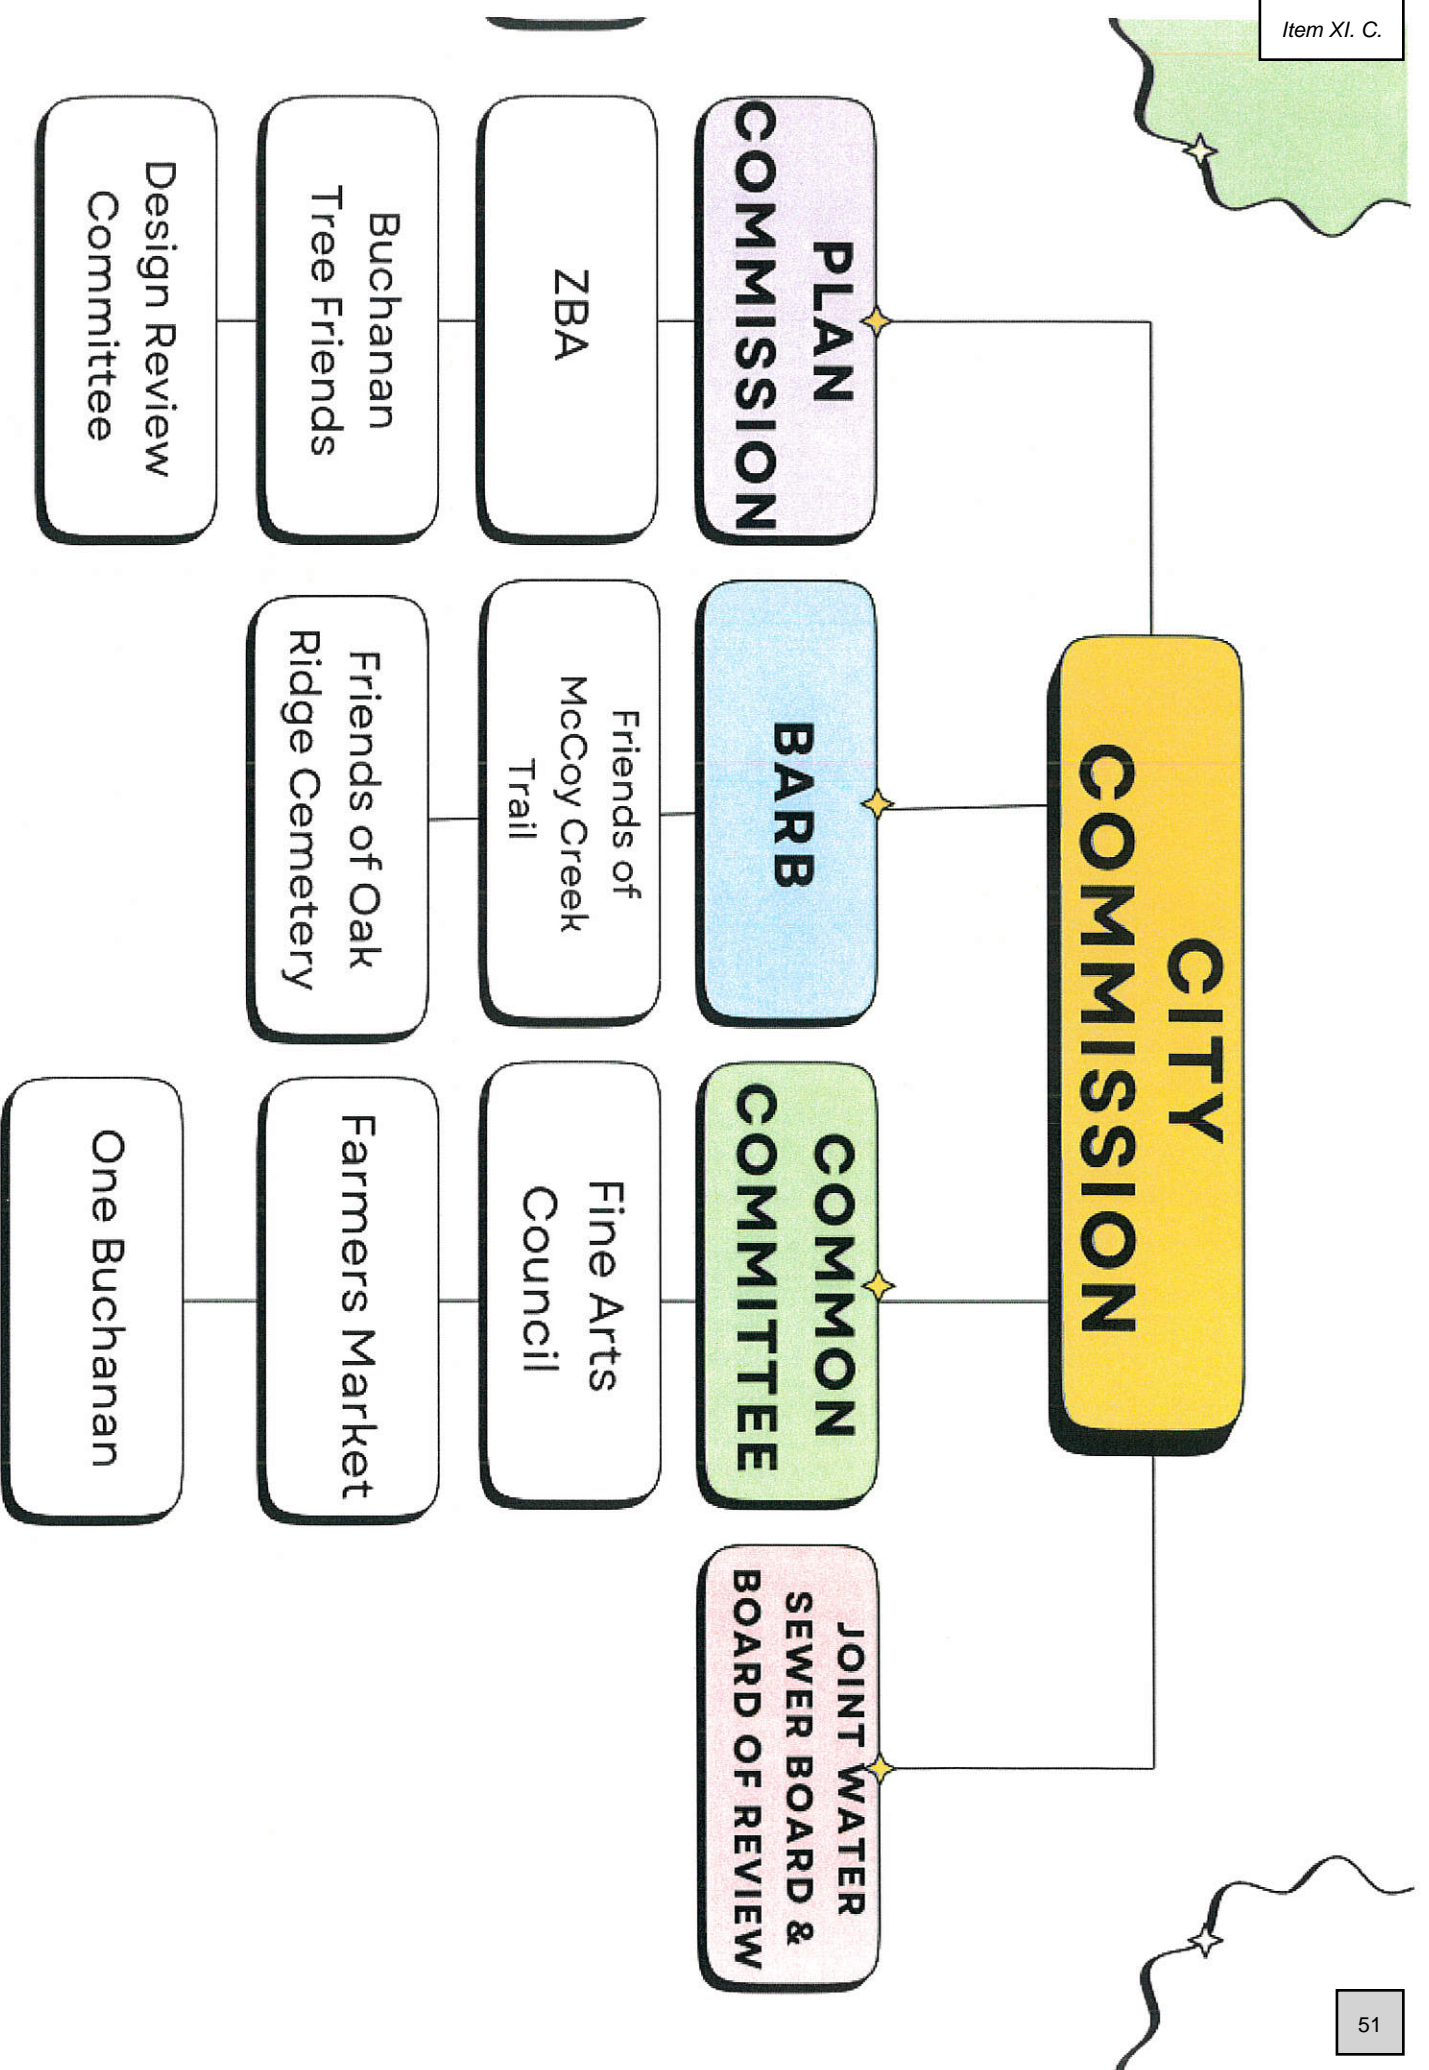 Item XI. C.
CITY
COMMISSION
PLAN
COMMISSION
ZBA
Buchanan
Tree Friends
Design Review
Committee
BARB
Friends of
McCoy Creek
Trail
Friends of Oak
Ridge Cemetery
COMMON
COMMITTEE
Fine Arts
Council
Farmers Market
One Buchanan
JOINT WATER
SEWER BOARD &
BOARD OF REVIEW
51